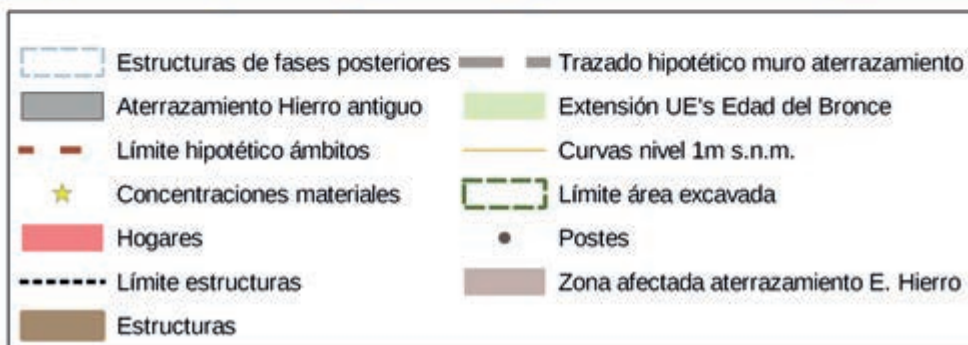 Estructuras de fases posteriores
Aterrazamiento Hierro antiguo
Límite hipotético ámbitos
Concentraciones materiales
Hogares
Límite estructuras
Estructuras
Trazado hipotético muro aterrazamiento
Extensión UE's Edad del Bronce
Curvas nivel 1m s.n.m.
Límite área excavada
Postes
Zona afectada aterrazamiento E. Hierro